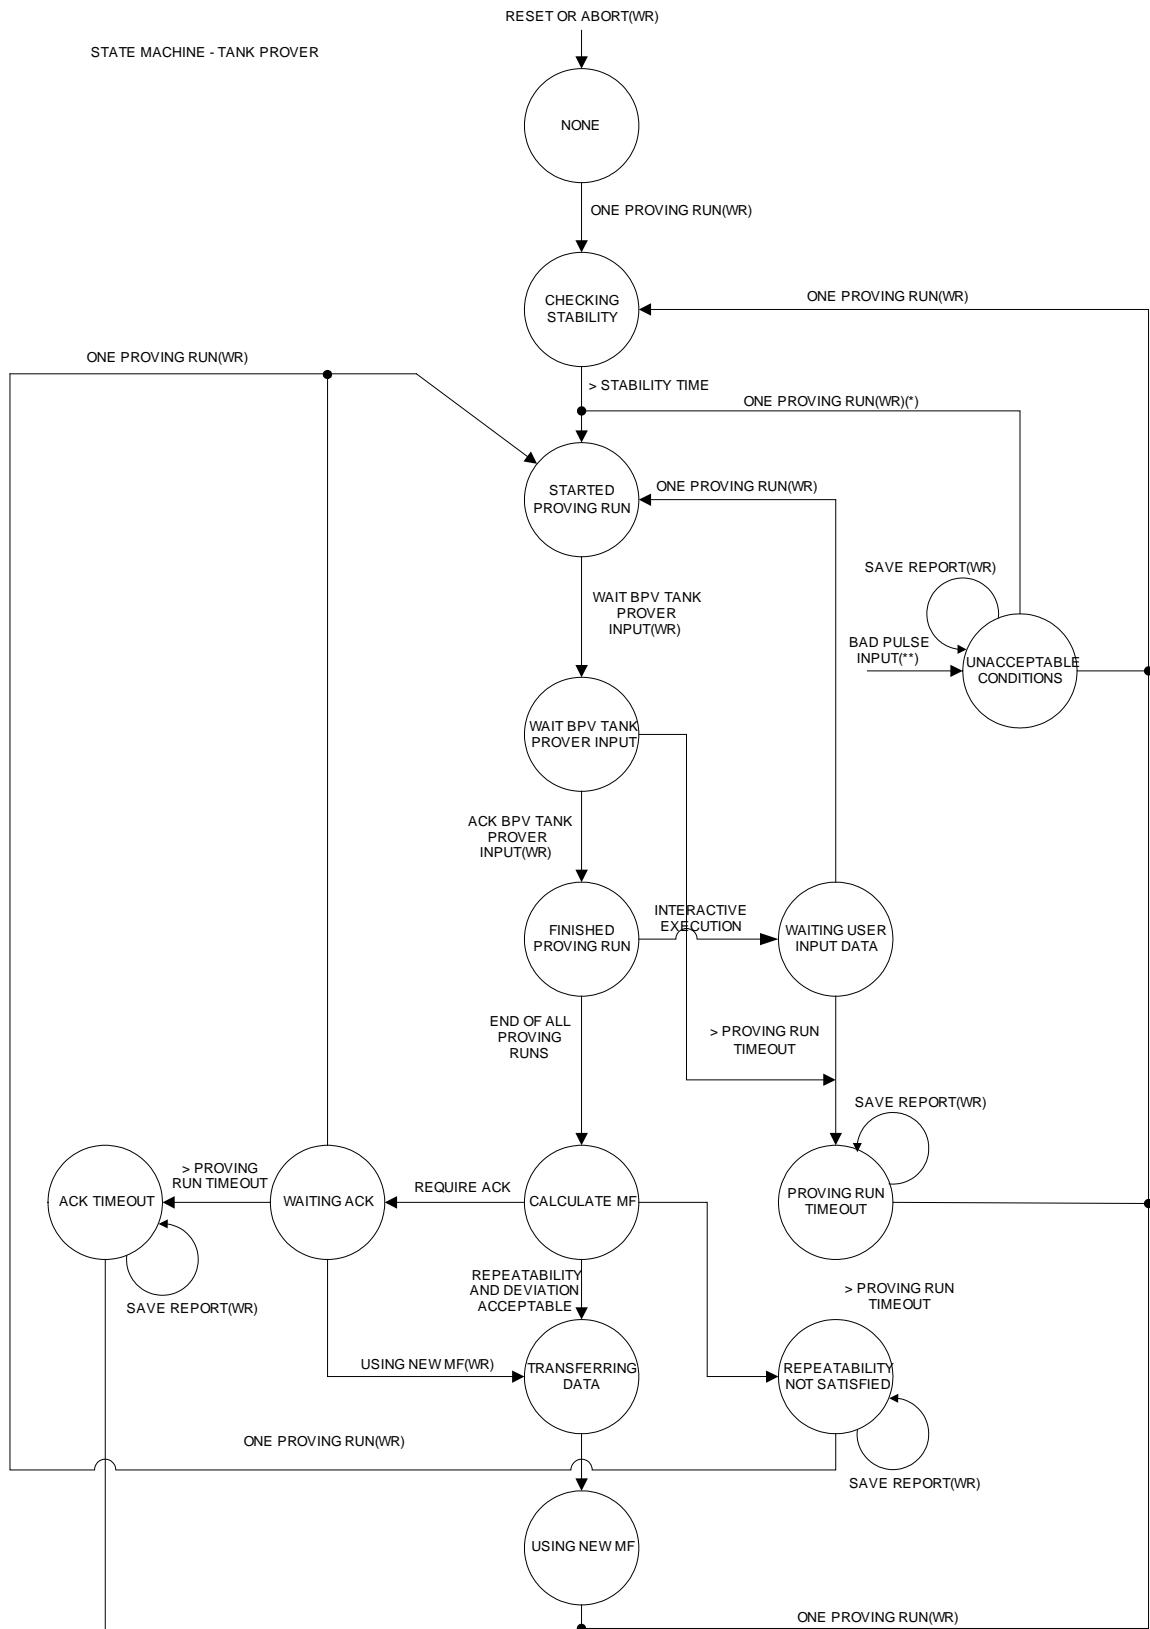 RESET OR ABORT(WR)
STATE MACHINE - TANK PROVER
NONE
ONE PROVING RUN(WR)
CHECKING
STABILITY
ONE PROVING RUN(WR)
ONE PROVING RUN(WR)
> STABILITY TIME
ONE PROVING RUN(WR)(*)
STARTED
PROVING RUN
ONE PROVING RUN(WR)
SAVE REPORT(WR)
WAIT BPV TANK
PROVER
INPUT(WR)
BAD PULSE
INPUT(**)
UNACCEPTABLE
CONDITIONS
WAIT BPV TANK
PROVER INPUT
ACK BPV TANK
PROVER
INPUT(WR)
INTERACTIVE
EXECUTION
FINISHED
PROVING RUN
WAITING USER
INPUT DATA
END OF ALL
PROVING
RUNS
> PROVING RUN
TIMEOUT
SAVE REPORT(WR)
> PROVING
RUN TIMEOUT
ACK TIMEOUT
WAITING ACK
REQUIRE ACK
CALCULATE MF
PROVING RUN
TIMEOUT
SAVE REPORT(WR)
REPEATABILITY
AND DEVIATION
ACCEPTABLE
> PROVING RUN
TIMEOUT
USING NEW MF(WR)
TRANSFERRING
DATA
REPEATABILITY
NOT SATISFIED
ONE PROVING RUN(WR)
SAVE REPORT(WR)
USING NEW MF
ONE PROVING RUN(WR)